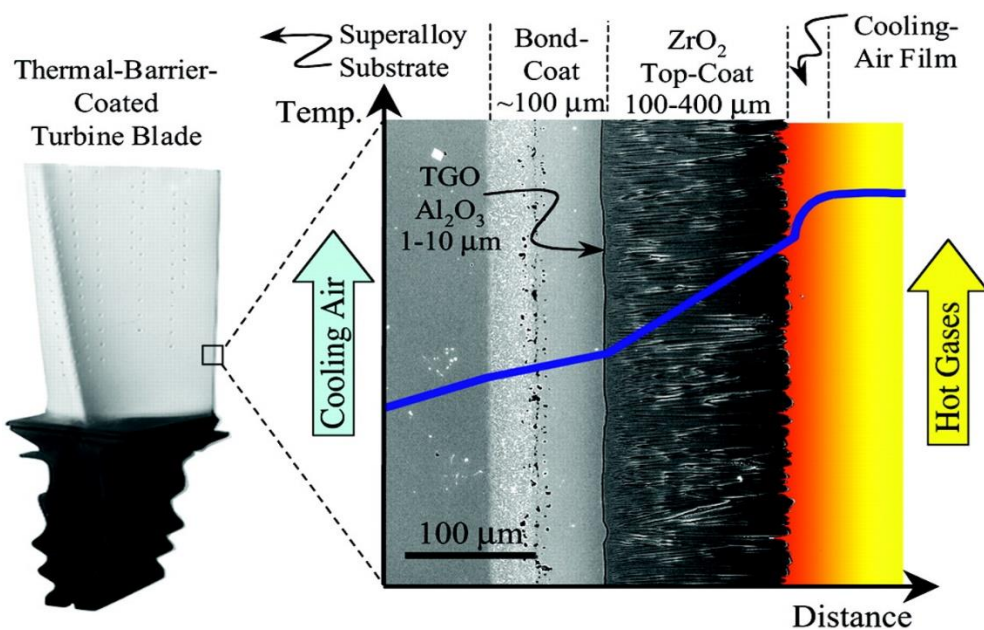 Thermal-Barrier-
Coated
Turbine Blade
Superalloy
Substrate
Temp.
Bond-
Coat
~100 μm
ZrO₂
Top-Coat
100-400 μm
Cooling-
Air Film
TGO
Al₂O₃
1-10 μm
Cooling Air
Hot Gases
100 μm
Distance